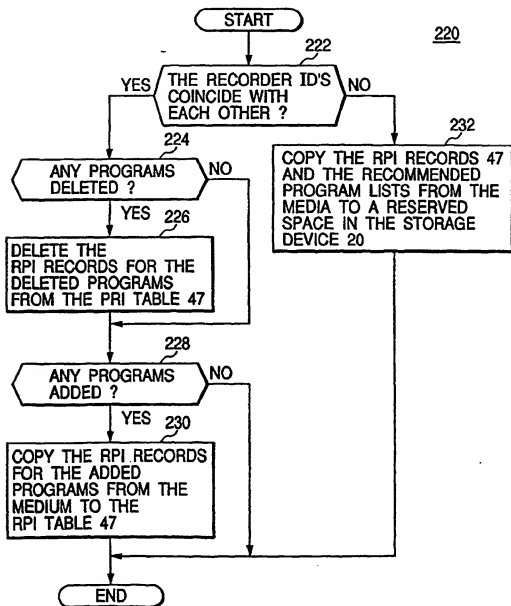 START
220
222
THE RECORDER ID'S
COINCIDE WITH
EACH OTHER ?
YES
NO
224
ANY PROGRAMS
DELETED ?
NO
YES
226
DELETE THE
RPI RECORDS FOR THE
DELETED PROGRAMS
FROM THE PRI TABLE 47
232
COPY THE RPI RECORDS 47
AND THE RECOMMENDED
PROGRAM LISTS FROM THE
MEDIA TO A RESERVED
SPACE IN THE STORAGE
DEVICE 20
228
ANY PROGRAMS
ADDED ?
NO
YES
230
COPY THE RPI RECORDS
FOR THE ADDED
PROGRAMS FROM THE
MEDIUM TO THE
RPI TABLE 47
END